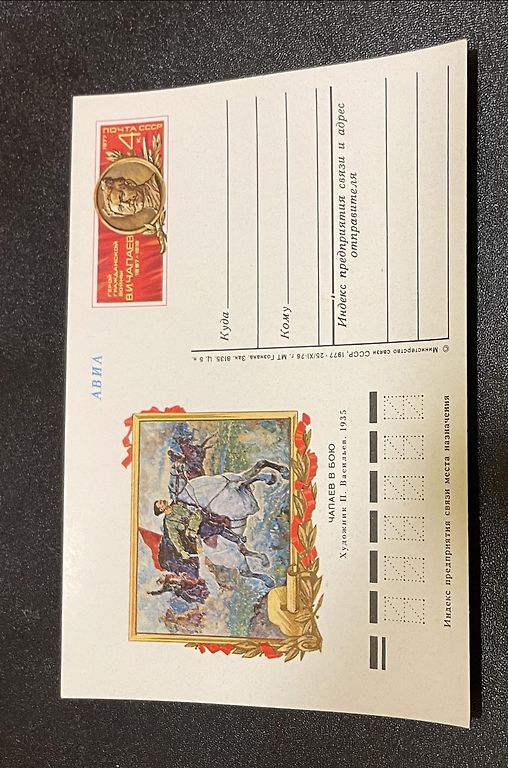 АВИА
ПОЧТА СССР
1977
4 к
ГЕРОЙ
ГРАЖДАНСКОЙ
ВОЙНЫ
В.И.ЧАПАЕВ
1887-1919
ЧАПАЕВ В БОЮ
Художник П. Васильев. 1935
© Министерство связи СССР, 1977 · 25/XI-76 г. МТ Гознака. Зак. 8135. Ц. 5 к.
Куда
Кому
Индекс предприятия связи и адрес
отправителя
Индекс предприятия связи места назначения